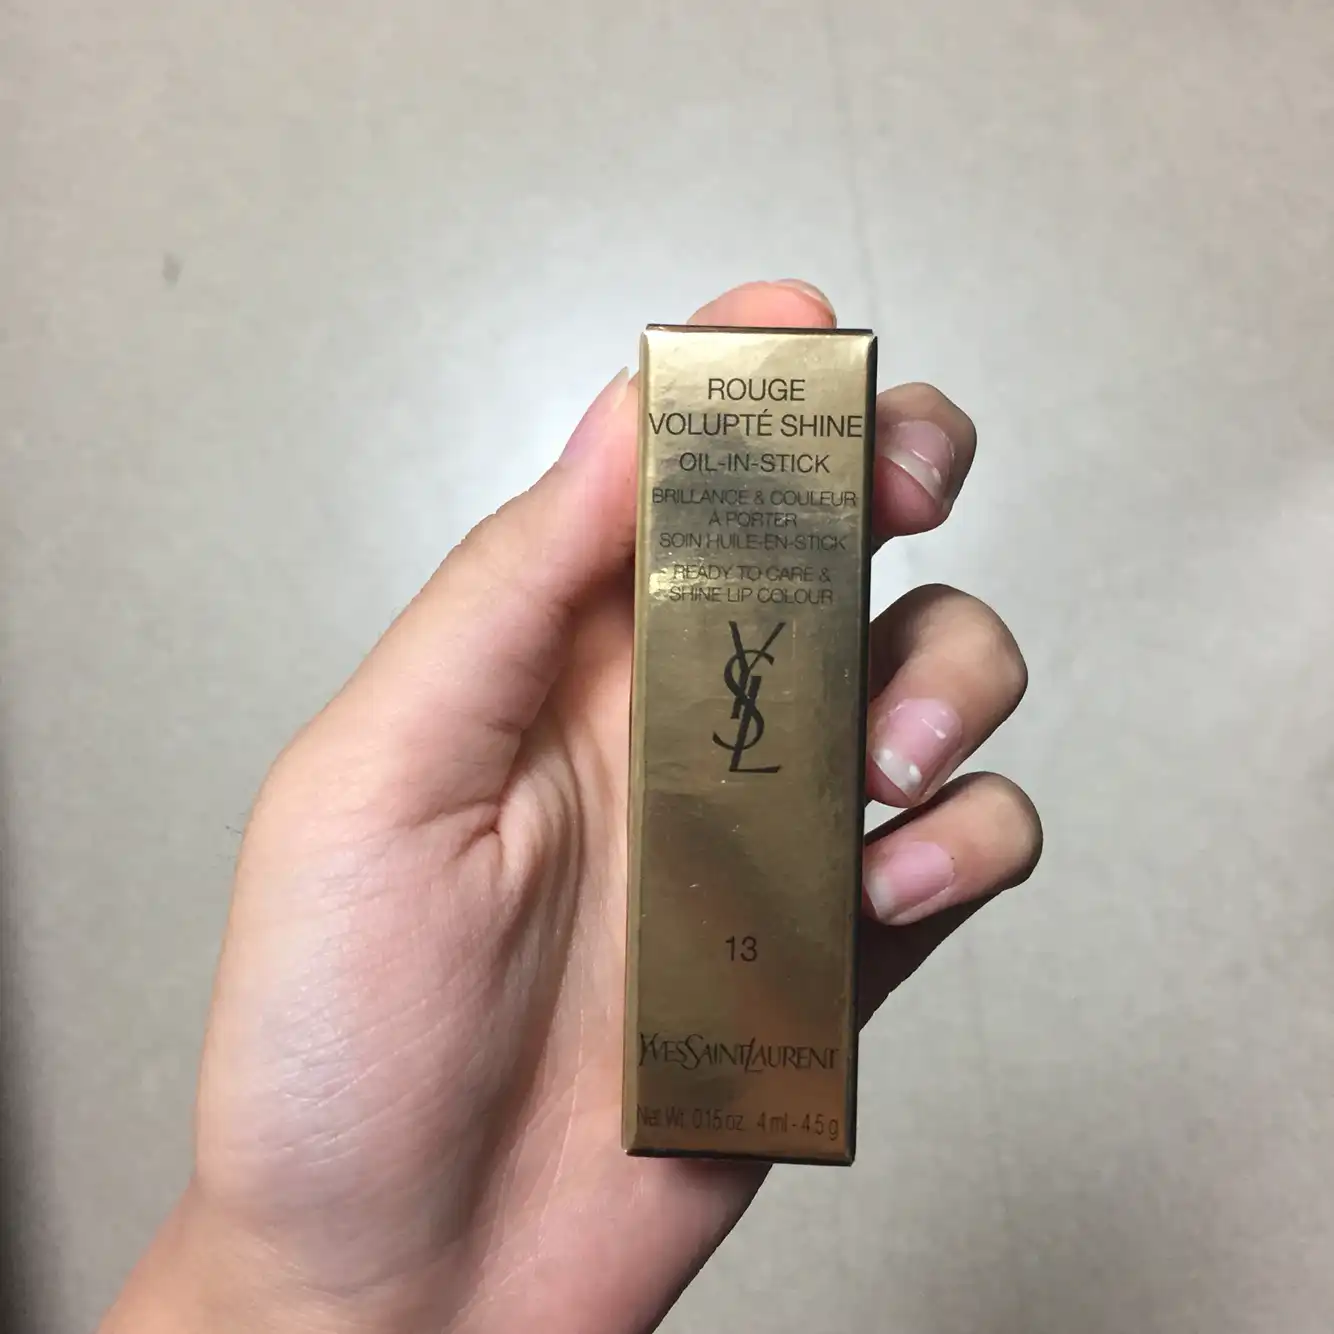 ROUGE
VOLUPTÉ SHINE
OIL-IN-STICK
BRILLANCE & COULEUR
À PORTER
SOIN HUILE-EN-STICK
READY TO CARE &
SHINE LIP COLOUR
YSL
13
YVESSAINTLAURENT
Net Wt. 0.15 oz. 4 ml - 4.5 g